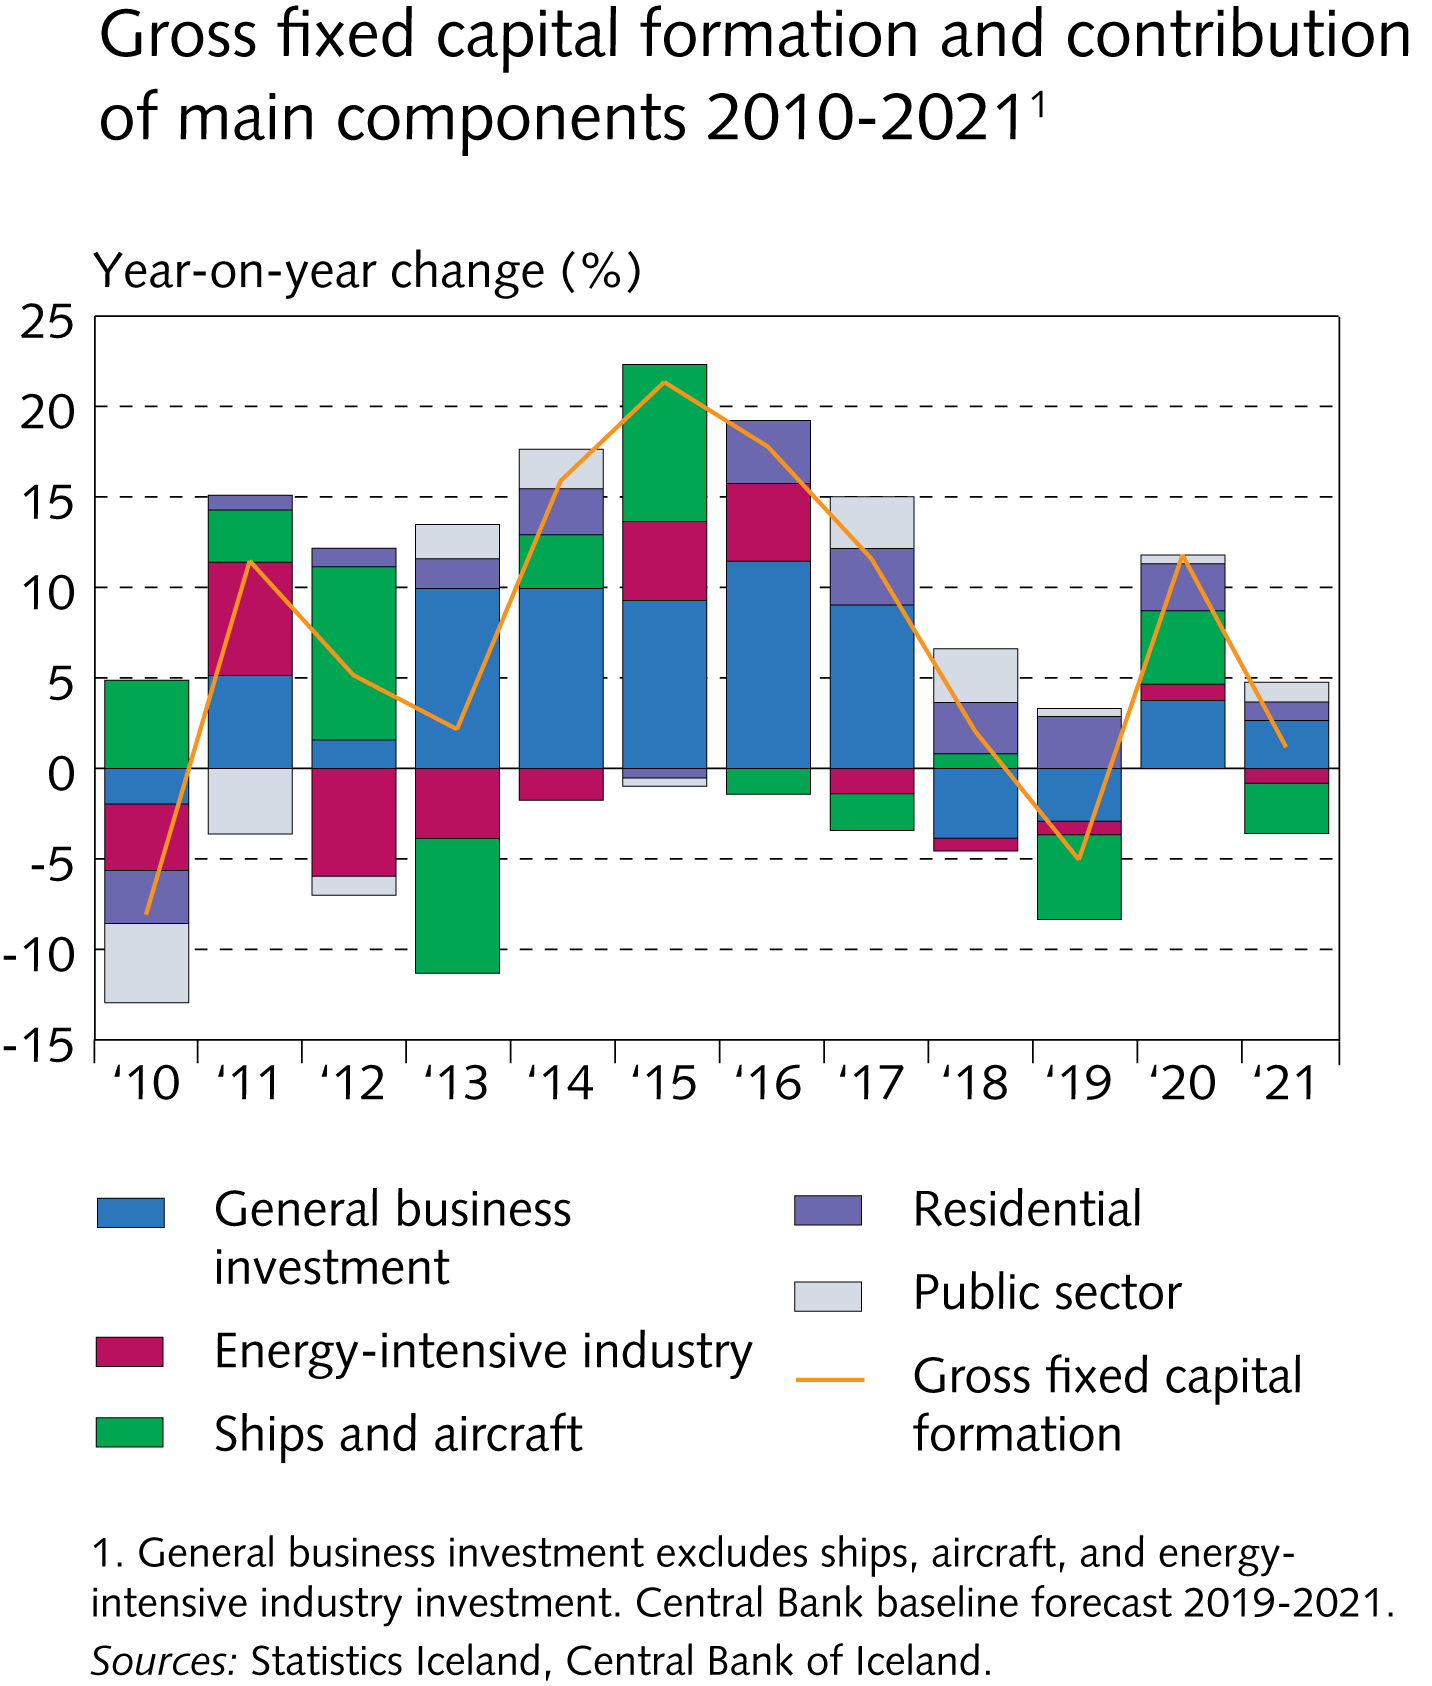 Gross fixed capital formation and contribution
of main components 2010-2021¹
Year-on-year change (%)
25
20
15
10
5
0
-5
-10
-15
‘10 ‘11 ‘12 ‘13 ‘14 ‘15 ‘16 ‘17 ‘18 ‘19 ‘20 ‘21
General business
investment
Energy-intensive industry
Ships and aircraft
Residential
Public sector
Gross fixed capital
formation
1. General business investment excludes ships, aircraft, and energy-
intensive industry investment. Central Bank baseline forecast 2019-2021.
Sources: Statistics Iceland, Central Bank of Iceland.